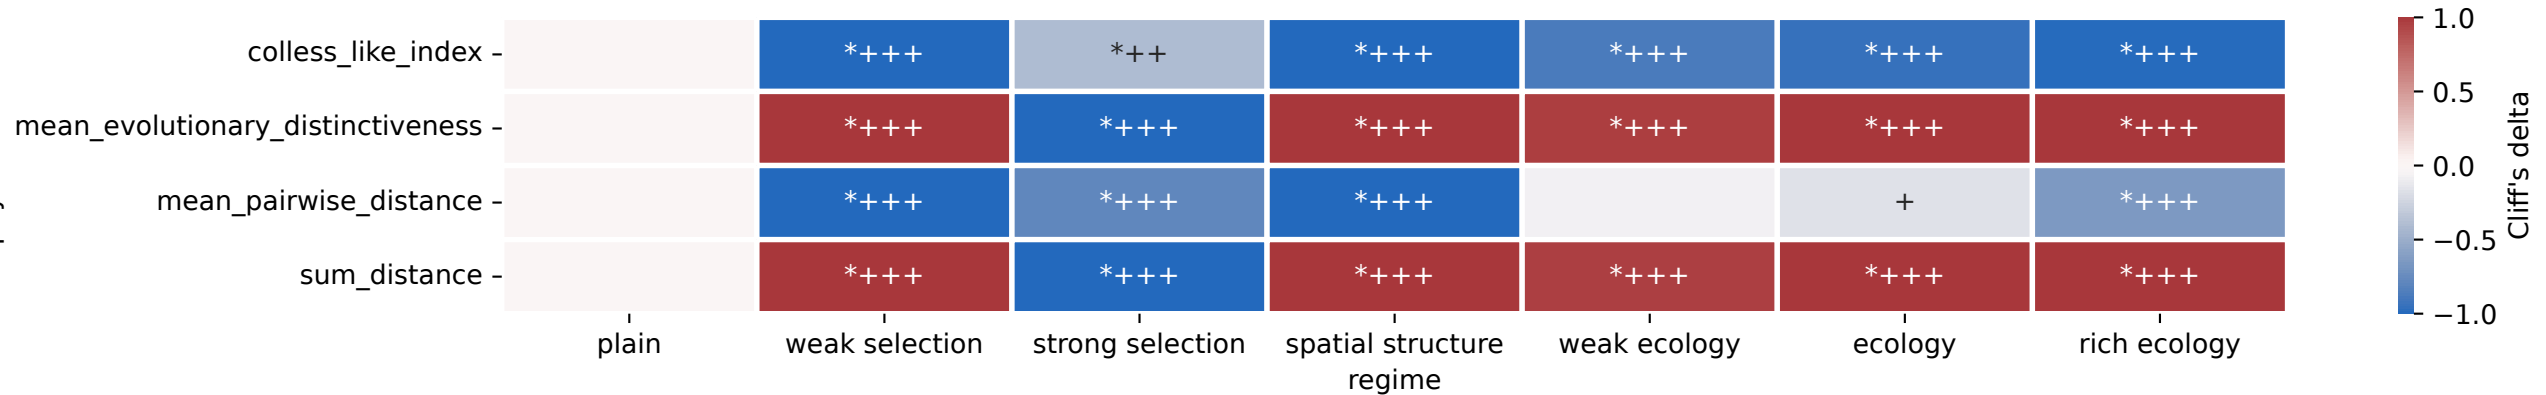 colless_like_index *+++ *++ *+++ *+++ *+++ *+++
mean_evolutionary_distinctiveness *+++ *+++ *+++ *+++ *+++ *+++
mean_pairwise_distance *+++ *+++ *+++ + *+++
sum_distance *+++ *+++ *+++ *+++ *+++ *+++
plain weak selection strong selection spatial structure weak ecology ecology rich ecology
regime
1.0
0.5
0.0
−0.5
−1.0
Cliff's delta